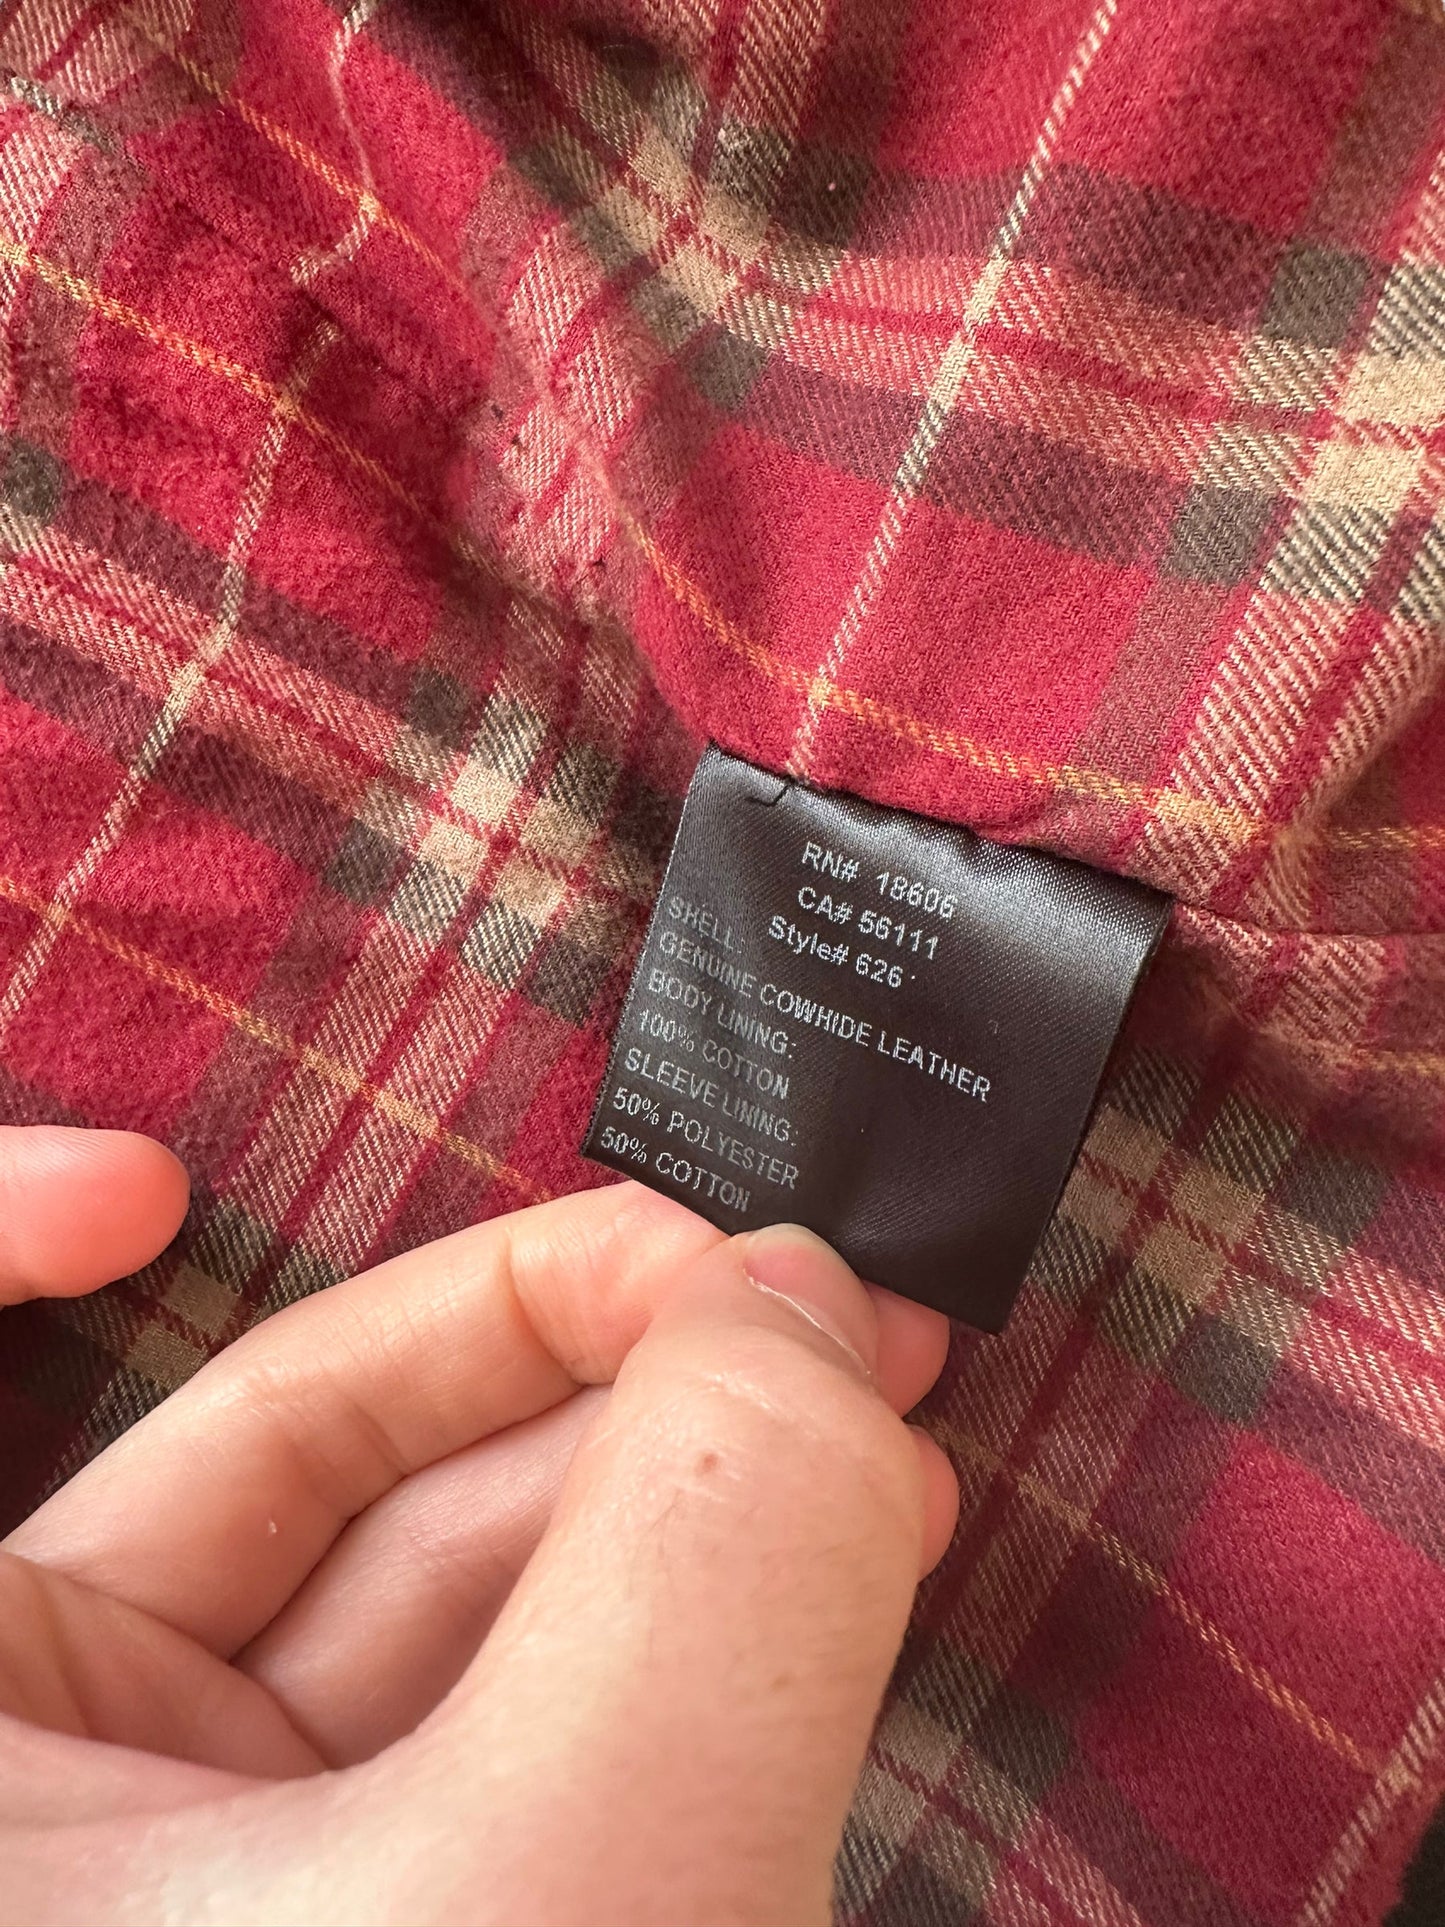 RN# 18606
CA# 56111
Style# 626
SHELL:
GENUINE COWHIDE LEATHER
BODY LINING:
100% COTTON
SLEEVE LINING:
50% POLYESTER
50% COTTON